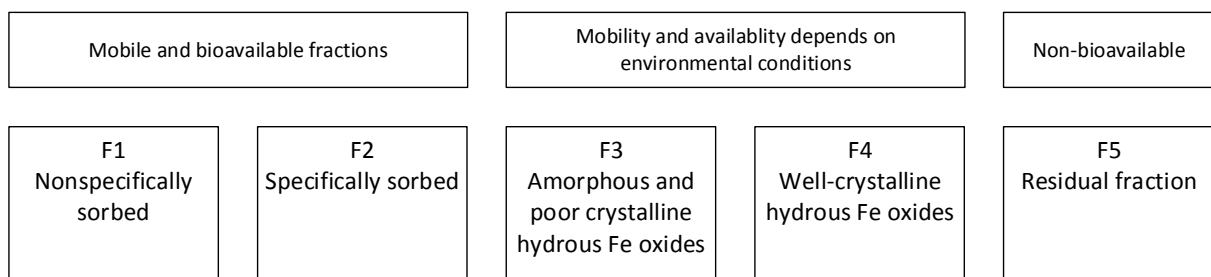 Mobile and bioavailable fractions
Mobility and availablity depends on
environmental conditions
Non-bioavailable
F1
Nonspecifically
sorbed
F2
Specifically sorbed
F3
Amorphous and
poor crystalline
hydrous Fe oxides
F4
Well-crystalline
hydrous Fe oxides
F5
Residual fraction